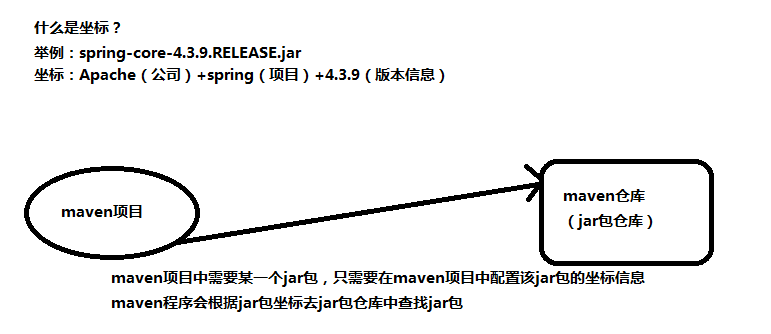 什么是坐标？
举例：spring-core-4.3.9.RELEASE.jar
坐标：Apache（公司）+spring（项目）+4.3.9（版本信息）
maven项目
maven仓库
（jar包仓库）
maven项目中需要某一个jar包，只需要在maven项目中配置该jar包的坐标信息
maven程序会根据jar包坐标去jar包仓库中查找jar包